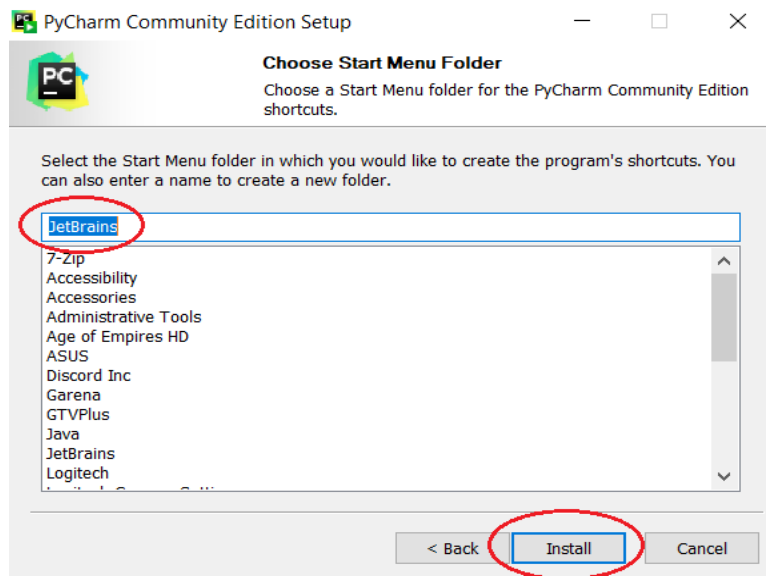 PyCharm Community Edition Setup
PC
Choose Start Menu Folder
Choose a Start Menu folder for the PyCharm Community Edition
shortcuts.
Select the Start Menu folder in which you would like to create the program's shortcuts. You
can also enter a name to create a new folder.
JetBrains
7-Zip
Accessibility
Accessories
Administrative Tools
Age of Empires HD
ASUS
Discord Inc
Garena
GTVPlus
Java
JetBrains
Logitech
< Back Install Cancel